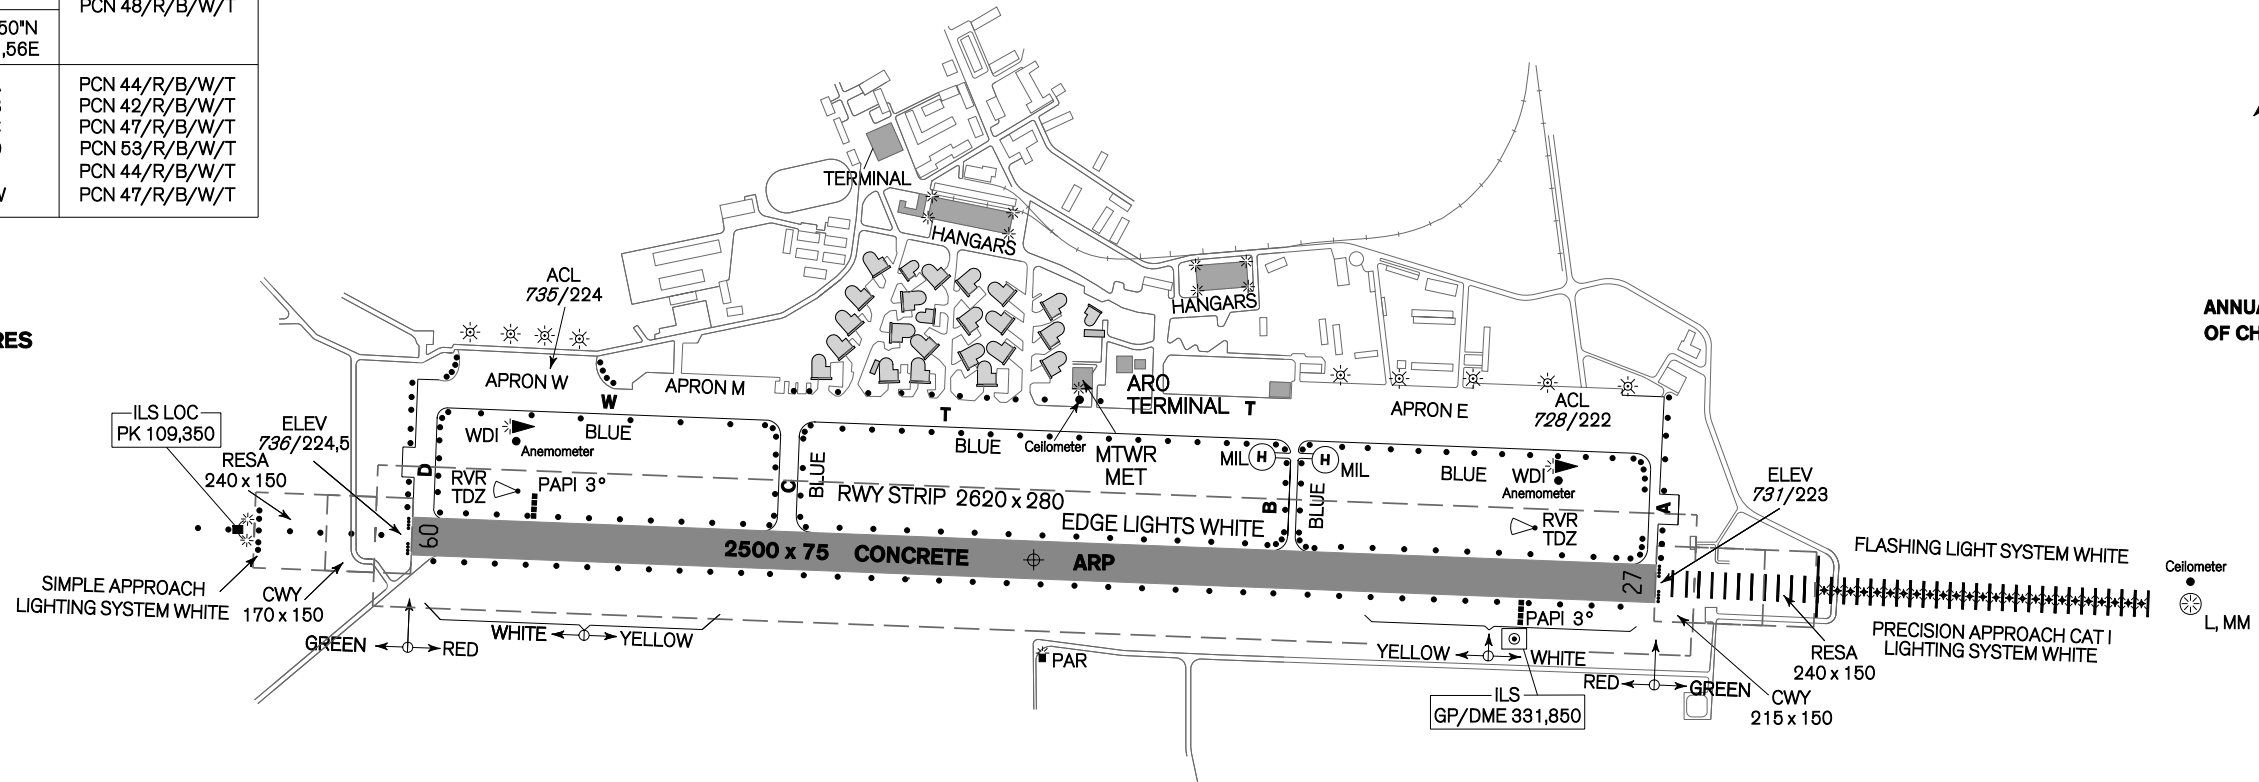 PCN 48/R/B/W/T
50"N
,56E
PCN 44/R/B/W/T
PCN 42/R/B/W/T
PCN 47/R/B/W/T
PCN 53/R/B/W/T
PCN 44/R/B/W/T
PCN 47/R/B/W/T
TERMINAL
HANGARS
HANGARS
ACL
735/224
RES
ANNUA
OF CH
APRON W
APRON M
W
T
ARO
TERMINAL
T
APRON E
ACL
728/222
ILS LOC
PK 109,350
ELEV
736/224,5
RESA
240 x 150
WDI
Anemometer
BLUE
BLUE
Ceilometer
MTWR
MET
MIL
H
H
MIL
BLUE
WDI
Anemometer
ELEV
731/223
D
RVR
TDZ
PAPI 3°
C
BLUE
RWY STRIP 2620 x 280
EDGE LIGHTS WHITE
B
BLUE
RVR
TDZ
A
09
2500 x 75 CONCRETE
ARP
27
FLASHING LIGHT SYSTEM WHITE
Ceilometer
L, MM
SIMPLE APPROACH
LIGHTING SYSTEM WHITE
CWY
170 x 150
GREEN
RED
WHITE
YELLOW
PAR
PAPI 3°
YELLOW
WHITE
ILS
GP/DME 331,850
RED
GREEN
PRECISION APPROACH CAT I
LIGHTING SYSTEM WHITE
RESA
240 x 150
CWY
215 x 150